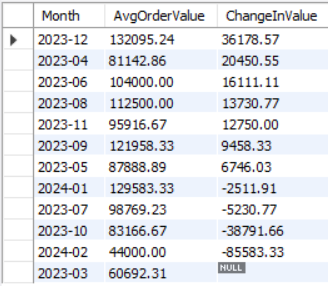 Month AvgOrderValue ChangeInValue
2023-12 132095.24 36178.57
2023-04 81142.86 20450.55
2023-06 104000.00 16111.11
2023-08 112500.00 13730.77
2023-11 95916.67 12750.00
2023-09 121958.33 9458.33
2023-05 87888.89 6746.03
2024-01 129583.33 -2511.91
2023-07 98769.23 -5230.77
2023-10 83166.67 -38791.66
2024-02 44000.00 -85583.33
2023-03 60692.31 NULL